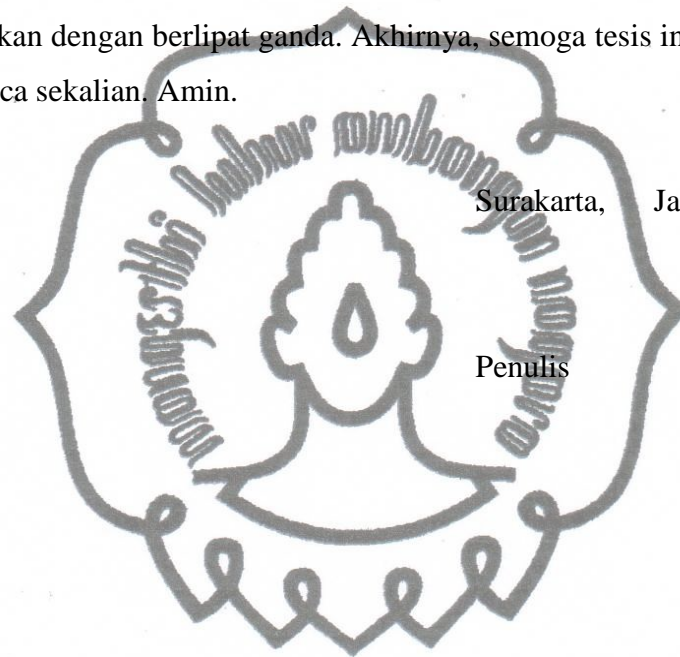 kan dengan berlipat ganda. Akhirnya, semoga tesis in
ca sekalian. Amin.
Surakarta, Ja
Penulis